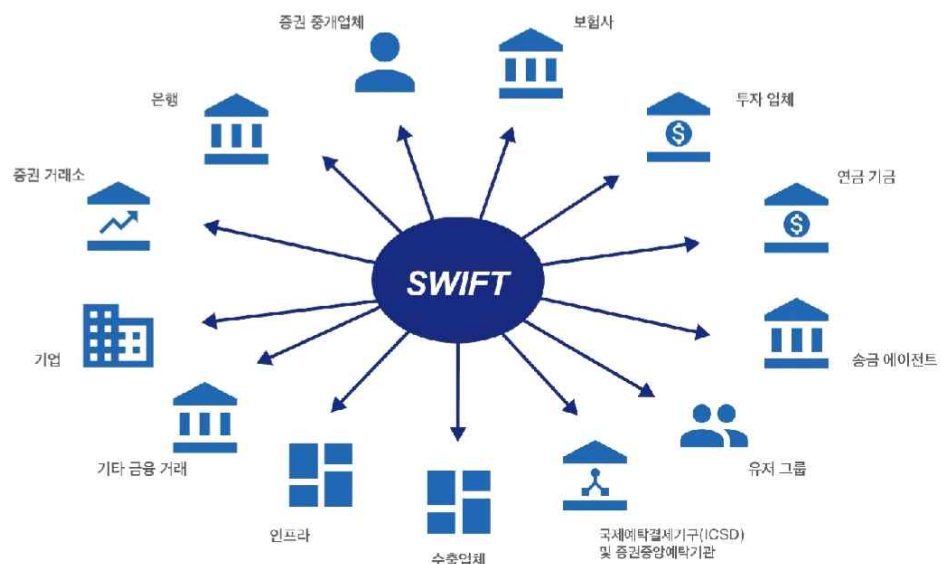 증권 중개업체
보험사
은행
투자 업체
증권 거래소
연금 기금
SWIFT
기업
송금 에이전트
기타 금융 거래
유저 그룹
인프라
국제예탁결제기구(ICSD)
및 증권중앙예탁기관
수출업체